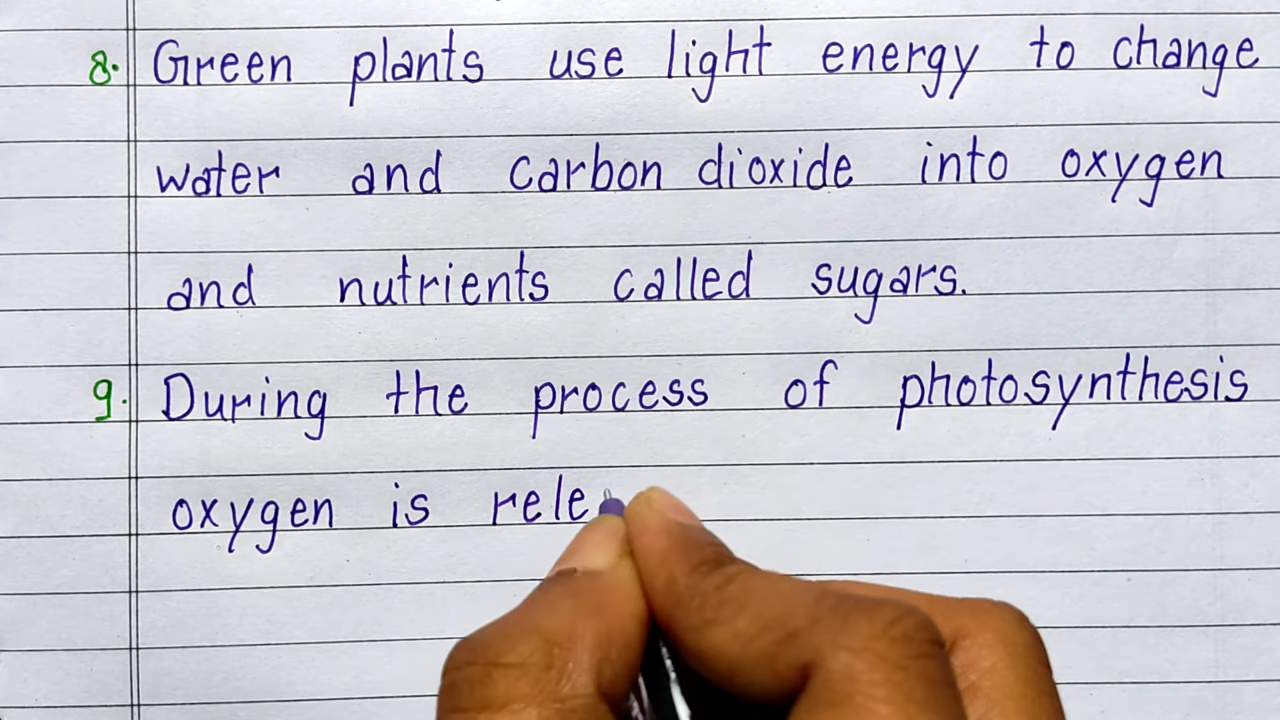 8. Green plants use light energy to change
water and carbon dioxide into oxygen
and nutrients called sugars.
9. During the process of photosynthesis
oxygen is rele